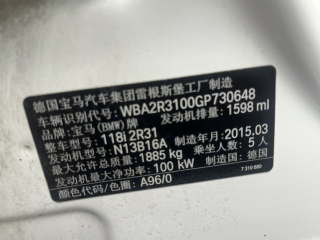 德国宝马汽车集团雷根斯堡工厂制造
车辆识别代号: WBA2R3100GP730648
发动机排量: 1598 ml
品牌: 宝马(BMW)牌
整车型号: 118i 2R31
发动机型号: N13B16A 制造年月: 2015.03
最大允许总质量: 1885 kg 乘坐人数: 5 人
发动机最大净功率: 100 kW 制造国: 德国
颜色代码/色图: A96/0
7 310 680